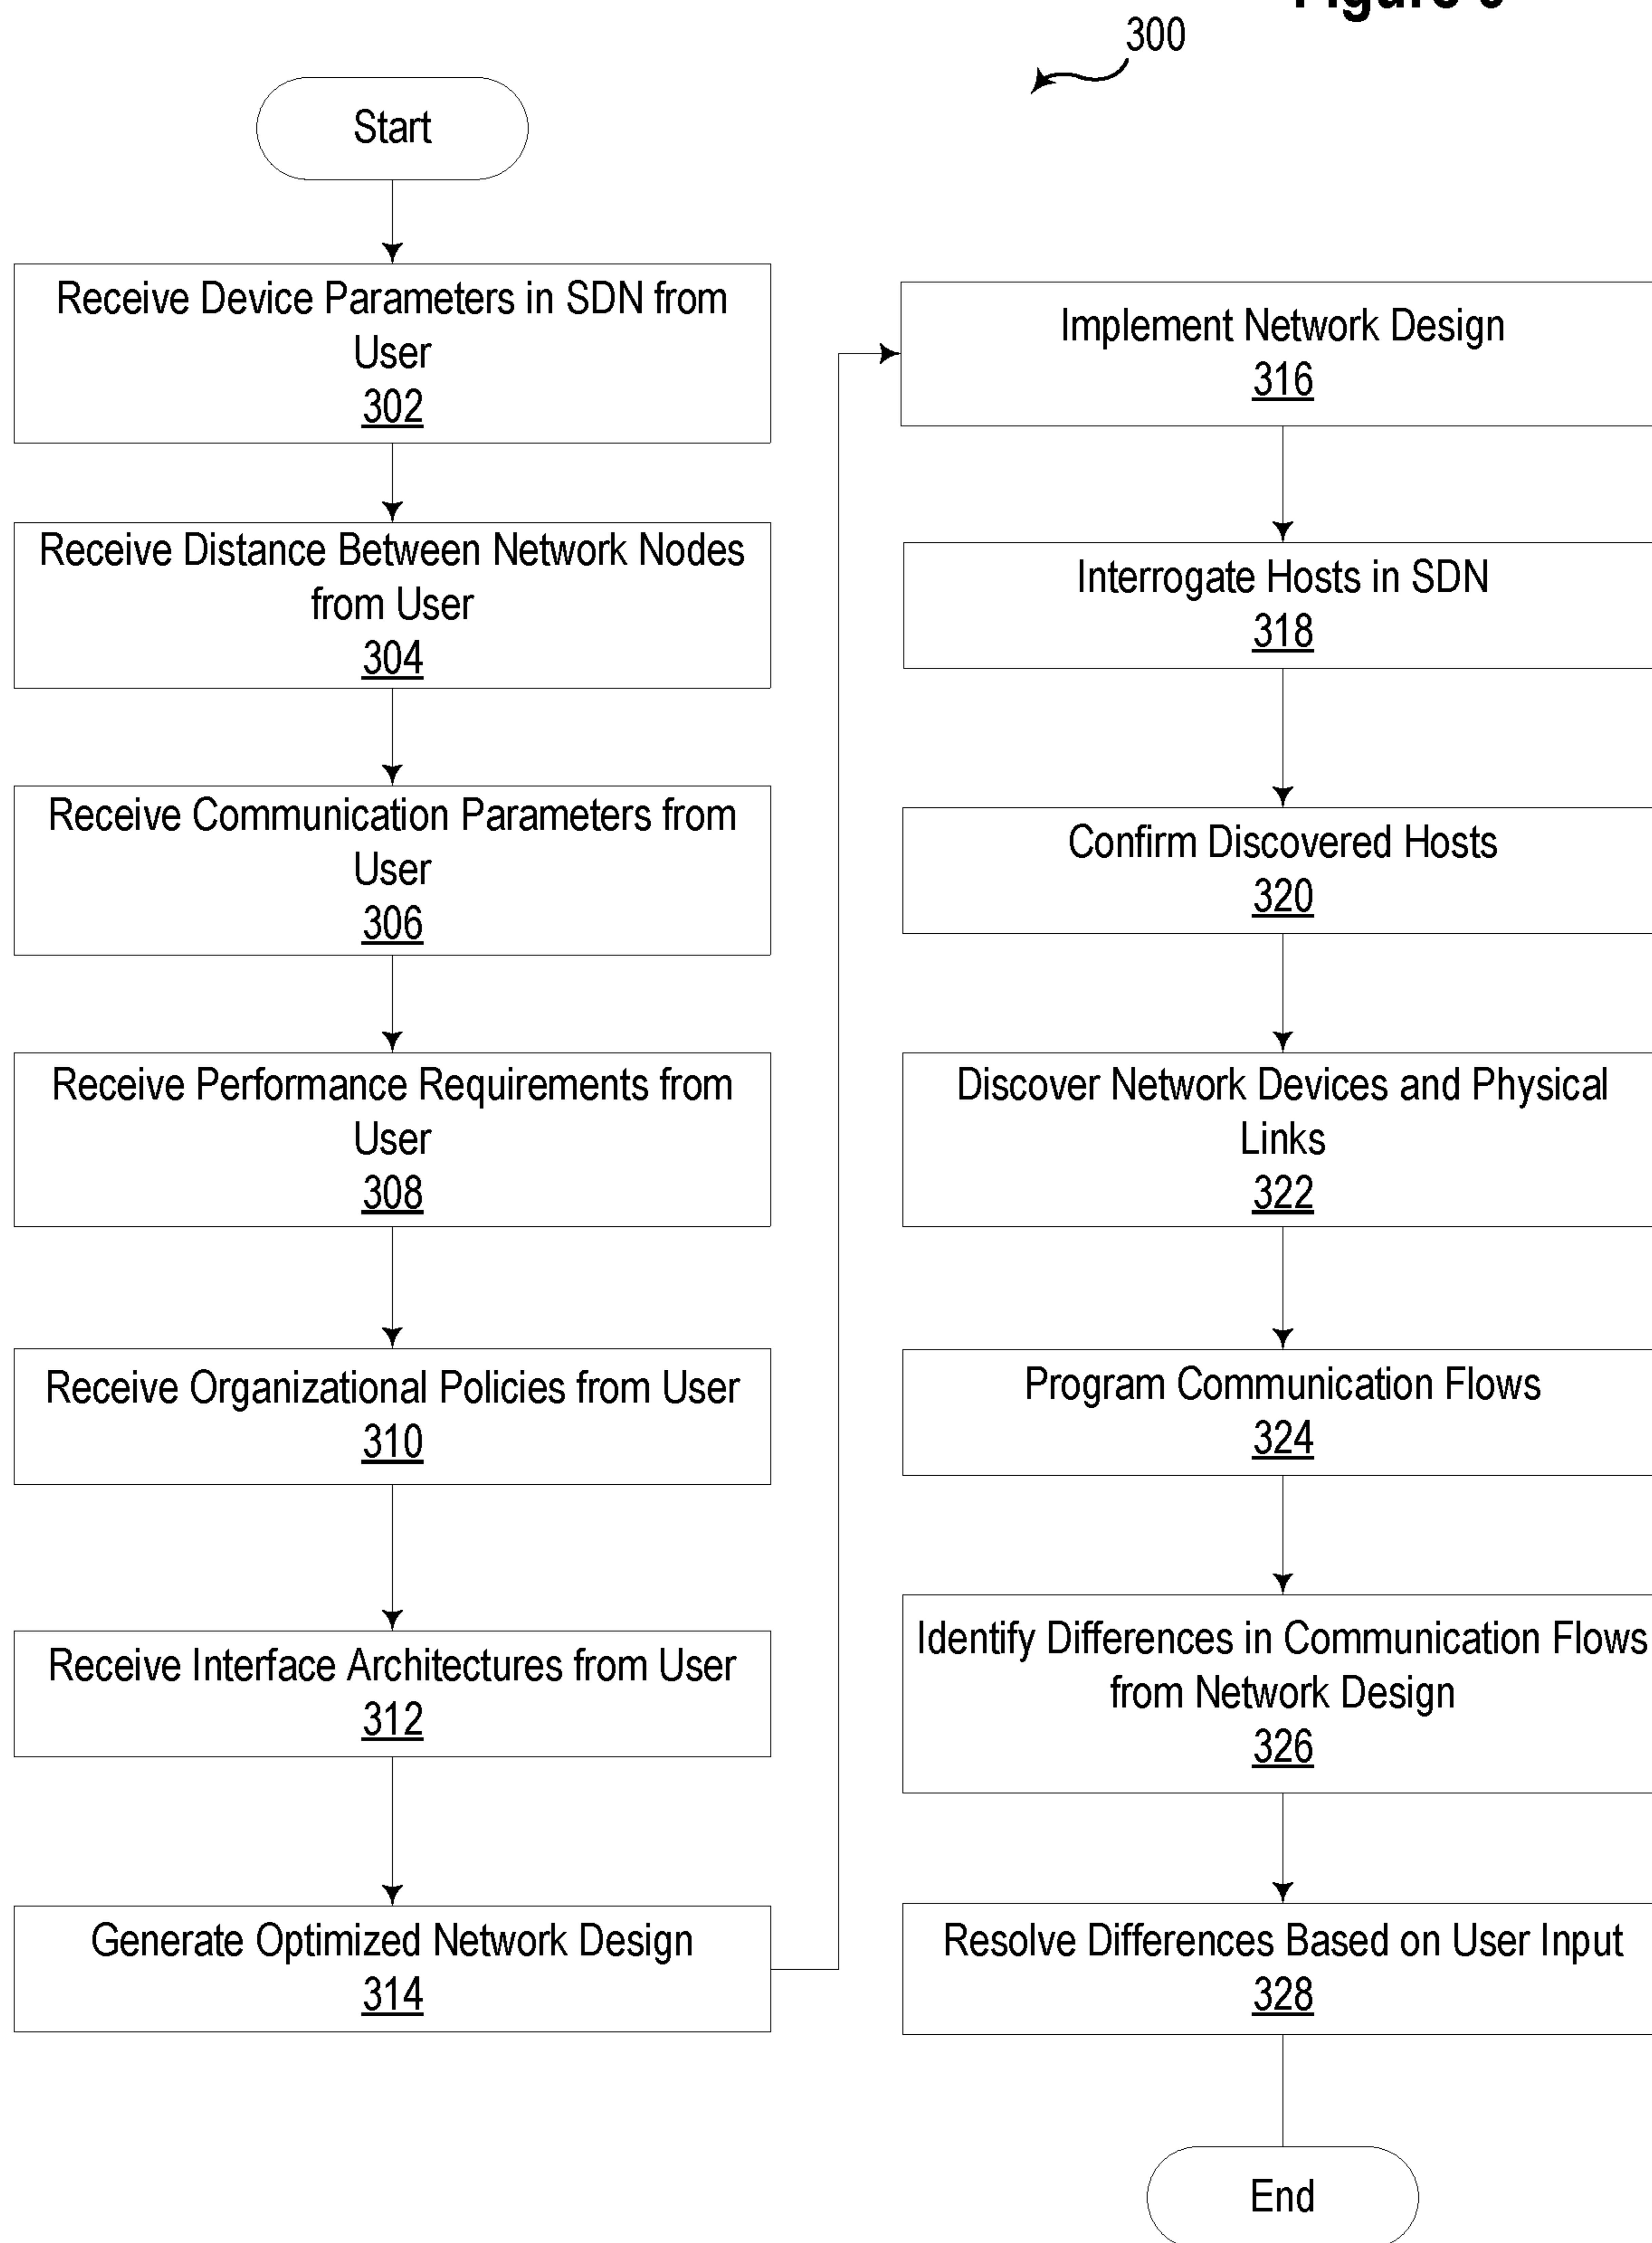 300
Start
Receive Device Parameters in SDN from
User
302
Receive Distance Between Network Nodes
from User
304
Receive Communication Parameters from
User
306
Receive Performance Requirements from
User
308
Receive Organizational Policies from User
310
Receive Interface Architectures from User
312
Generate Optimized Network Design
314
Implement Network Design
316
Interrogate Hosts in SDN
318
Confirm Discovered Hosts
320
Discover Network Devices and Physical
Links
322
Program Communication Flows
324
Identify Differences in Communication Flows
from Network Design
326
Resolve Differences Based on User Input
328
End